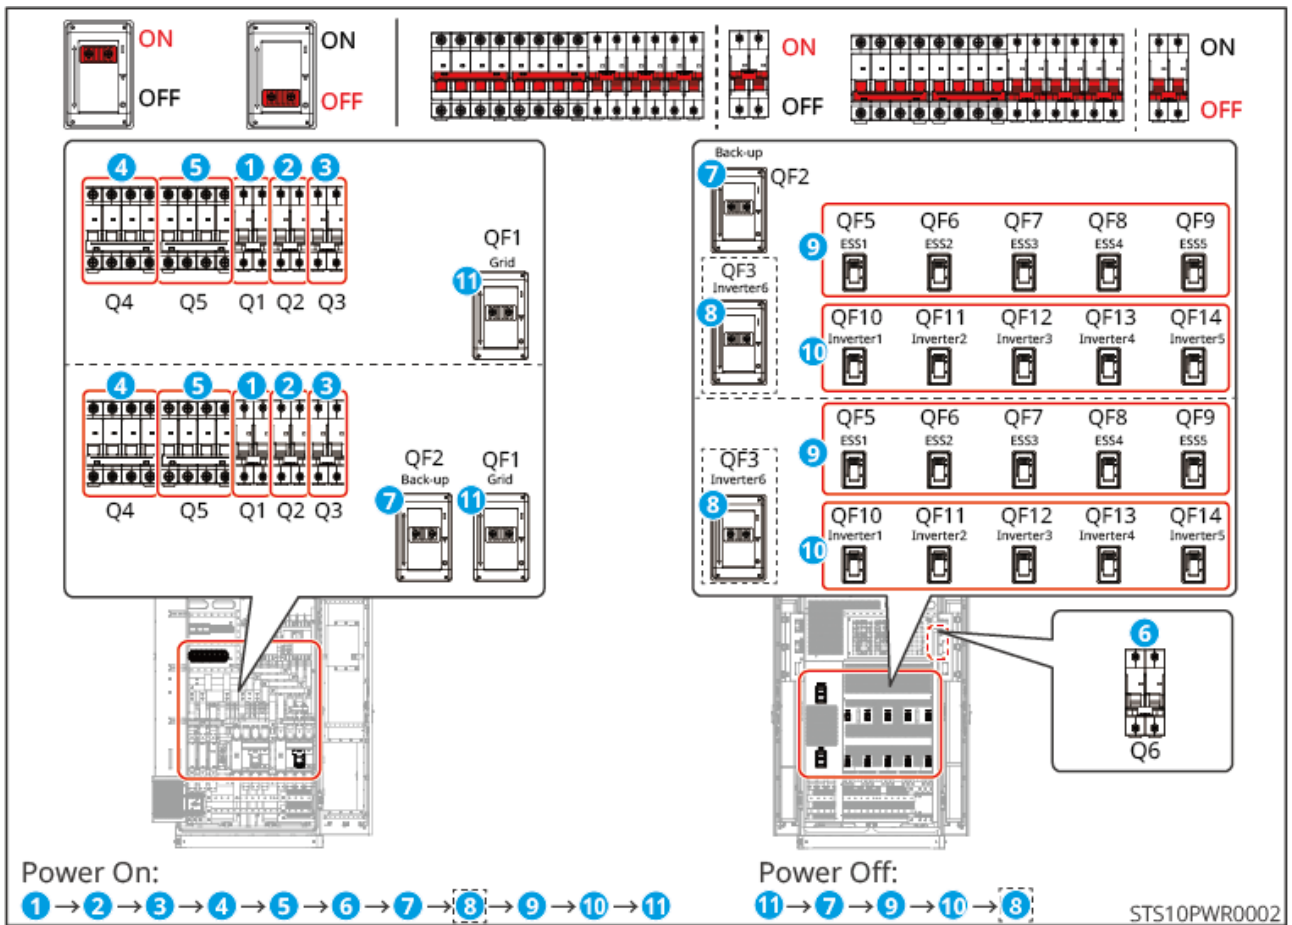 ON
OFF
ON
OFF
ON
OFF
ON
OFF
4 5 1 2 3
Q4 Q5 Q1 Q2 Q3
QF1
Grid
11
4 5 1 2 3
Q4 Q5 Q1 Q2 Q3
QF2 QF1
Back-up Grid
7 11
Back-up
7 QF2
QF3
Inverter6
8
9
QF5 QF6 QF7 QF8 QF9
ESS1 ESS2 ESS3 ESS4 ESS5
10
QF10 QF11 QF12 QF13 QF14
Inverter1 Inverter2 Inverter3 Inverter4 Inverter5
QF3
Inverter6
8
9
QF5 QF6 QF7 QF8 QF9
ESS1 ESS2 ESS3 ESS4 ESS5
10
QF10 QF11 QF12 QF13 QF14
Inverter1 Inverter2 Inverter3 Inverter4 Inverter5
6
Q6
Power On:
1 → 2 → 3 → 4 → 5 → 6 → 7 → 8 → 9 → 10 → 11
Power Off:
11 → 7 → 9 → 10 → 8
STS10PWR0002